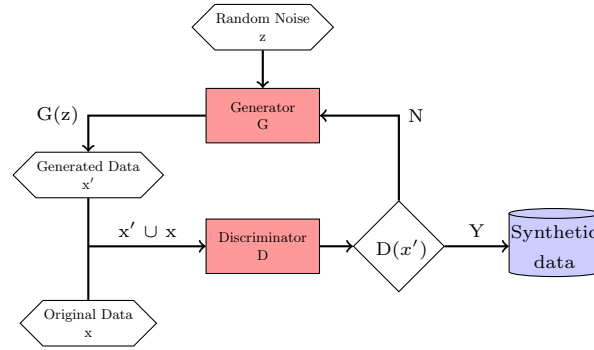 Random Noise
z
Generator
G
G(z)
N
Generated Data
x′
x′ ∪ x
Discriminator
D
D(x′)
Y
Synthetic
data
Original Data
x